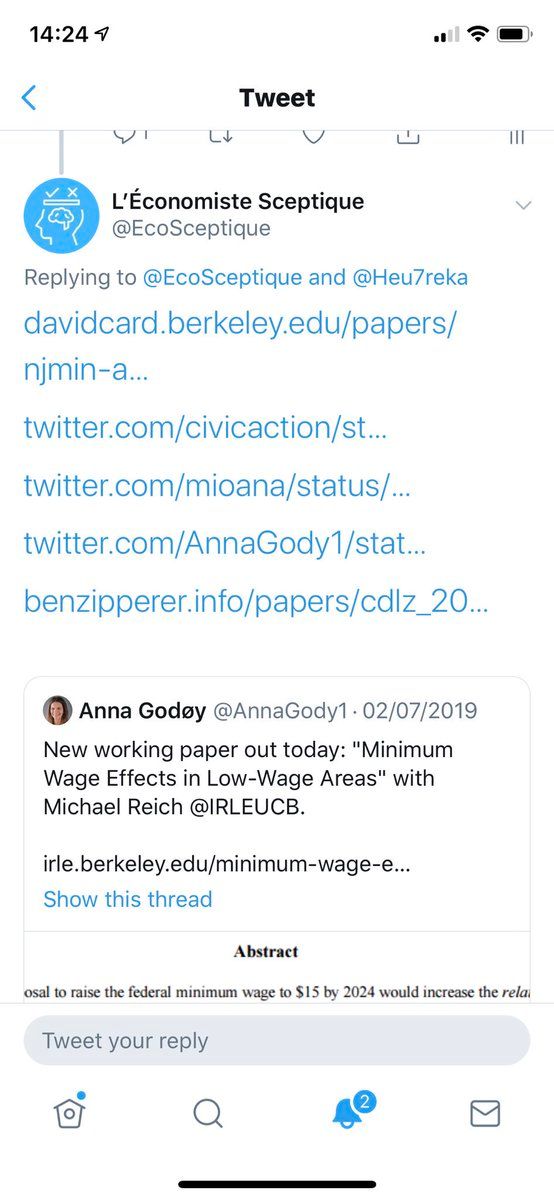 14:24
Tweet
1
L’Économiste Sceptique
@EcoSceptique
Replying to @EcoSceptique and @Heu7reka
davidcard.berkeley.edu/papers/
njmin-a…
twitter.com/civicaction/st…
twitter.com/mioana/status/…
twitter.com/AnnaGody1/stat…
benzipperer.info/papers/cdlz_20…
Anna Godøy @AnnaGody1 · 02/07/2019
New working paper out today: "Minimum
Wage Effects in Low-Wage Areas" with
Michael Reich @IRLEUCB.
irle.berkeley.edu/minimum-wage-e…
Show this thread
Abstract
osal to raise the federal minimum wage to $15 by 2024 would increase the
Tweet your reply
2